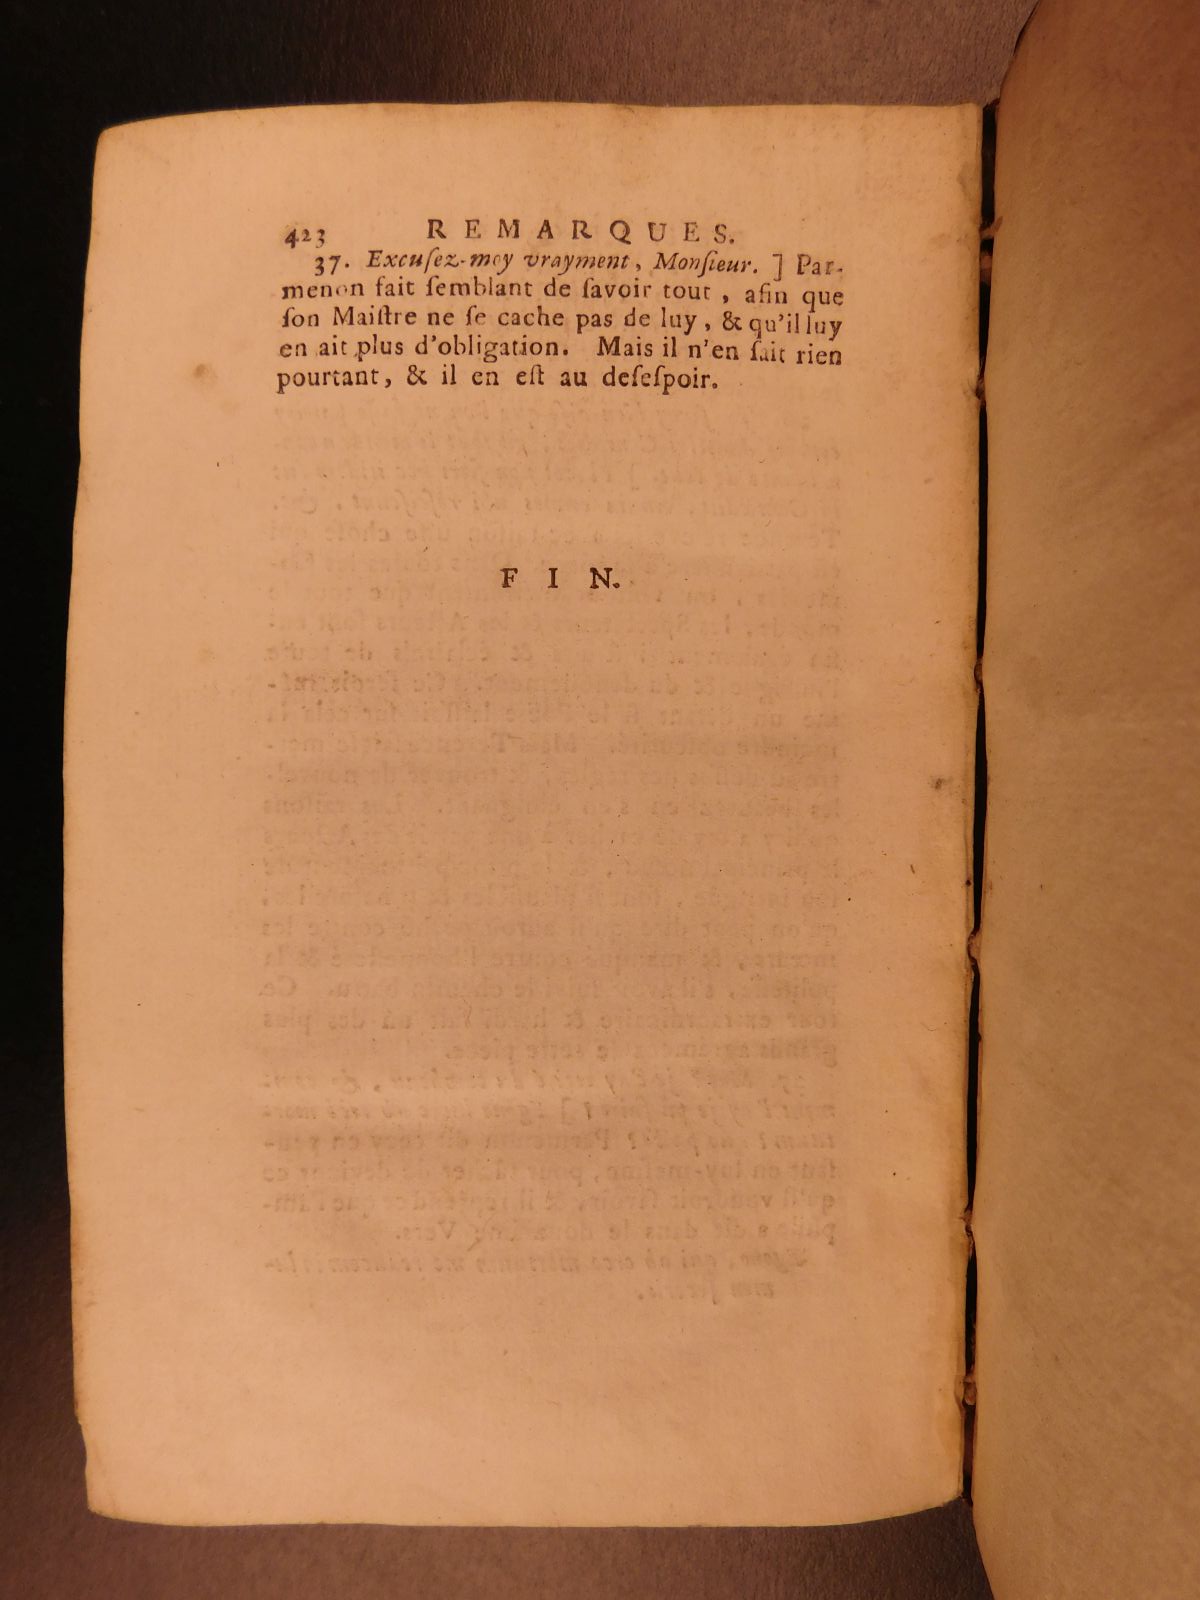 423 REMARQUES.
37. Excuſez-moy vrayment, Monſieur. ] Par-
menon fait ſemblant de ſavoir tout, afin que
ſon Maiſtre ne ſe cache pas de luy, & qu'il luy
en ait plus d'obligation. Mais il n'en ſait rien
pourtant, & il en eſt au deſeſpoir.
FIN.